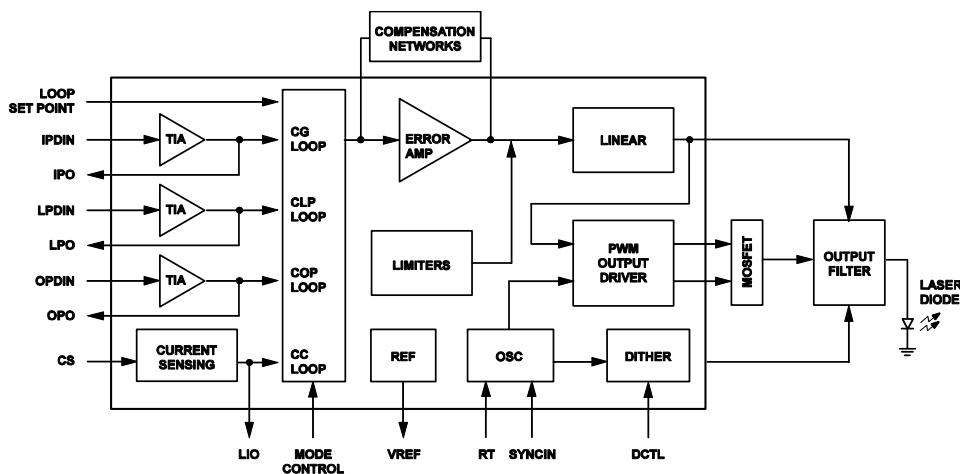 COMPENSATION
NETWORKS
LOOP
SET POINT
IPDIN
TIA
CG
LOOP
ERROR
AMP
LINEAR
IPO
LPDIN
TIA
CLP
LOOP
LPO
LIMITERS
PWM
OUTPUT
DRIVER
MOSFET
OUTPUT
FILTER
LASER
DIODE
OPDIN
TIA
COP
LOOP
OPO
CS
CURRENT
SENSING
CC
LOOP
REF
OSC
DITHER
LIO
MODE
CONTROL
VREF
RT
SYNCIN
DCTL